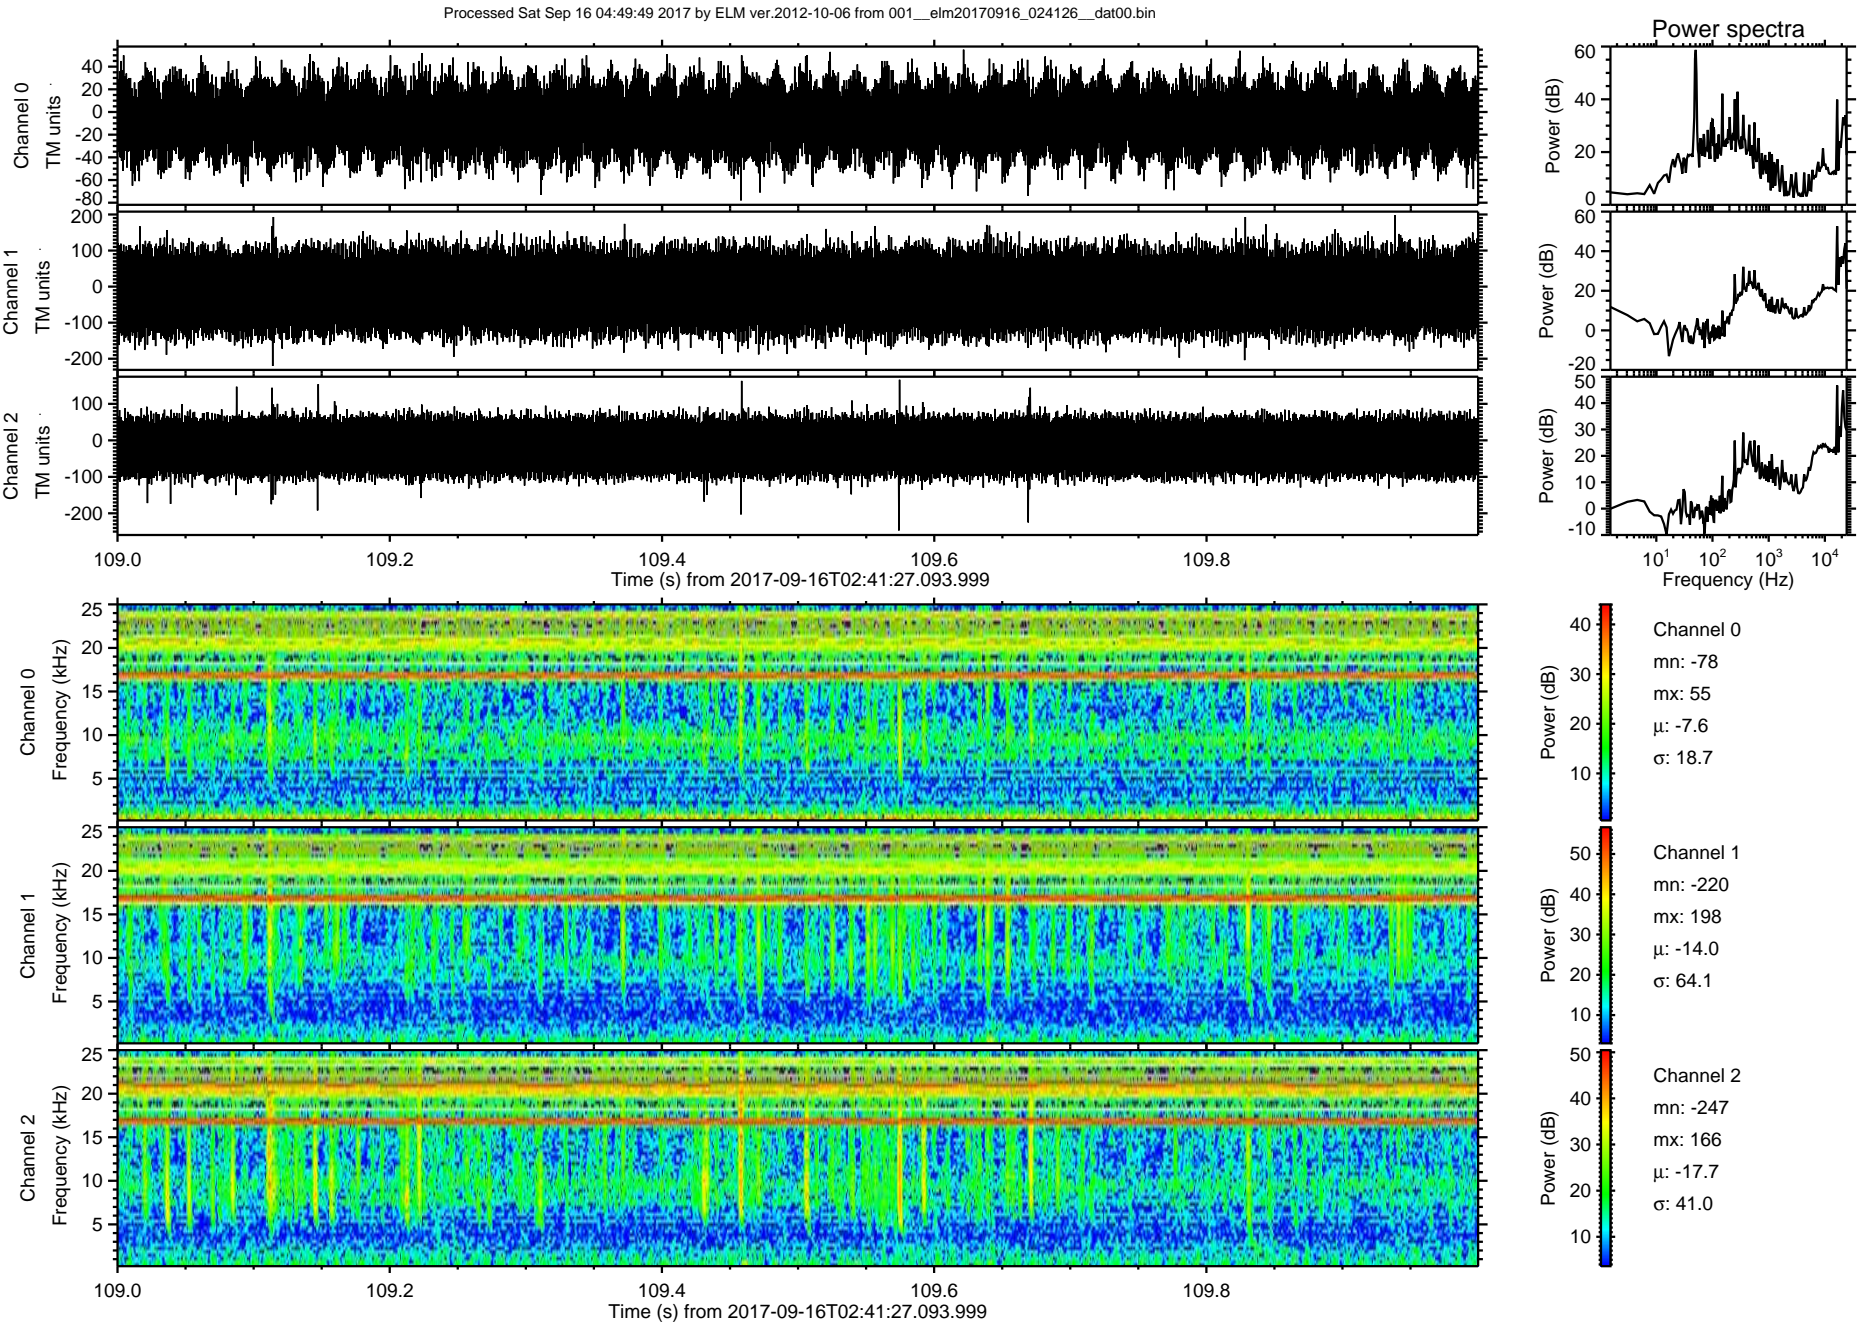 Processed Sat Sep 16 04:49:49 2017 by ELM ver.2012-10-06 from 001__elm20170916_024126__dat00.bin
Power spectra
Channel 0
TM units
40
20
0
-20
-40
-60
-80
Power (dB)
60
40
20
0
Channel 1
TM units
200
100
0
-100
-200
Power (dB)
60
40
20
0
-20
Channel 2
TM units
100
0
-100
-200
Power (dB)
50
40
30
20
10
0
-10
109.0 109.2 109.4 109.6 109.8
Time (s) from 2017-09-16T02:41:27.093.999
10^1 10^2 10^3 10^4
Frequency (Hz)
Channel 0
Frequency (kHz)
25
20
15
10
5
Power (dB)
40
30
20
10
Channel 0
mn: -78
mx: 55
μ: -7.6
σ: 18.7
Channel 1
Frequency (kHz)
25
20
15
10
5
Power (dB)
50
40
30
20
10
Channel 1
mn: -220
mx: 198
μ: -14.0
σ: 64.1
Channel 2
Frequency (kHz)
25
20
15
10
5
Power (dB)
50
40
30
20
10
Channel 2
mn: -247
mx: 166
μ: -17.7
σ: 41.0
109.0 109.2 109.4 109.6 109.8
Time (s) from 2017-09-16T02:41:27.093.999